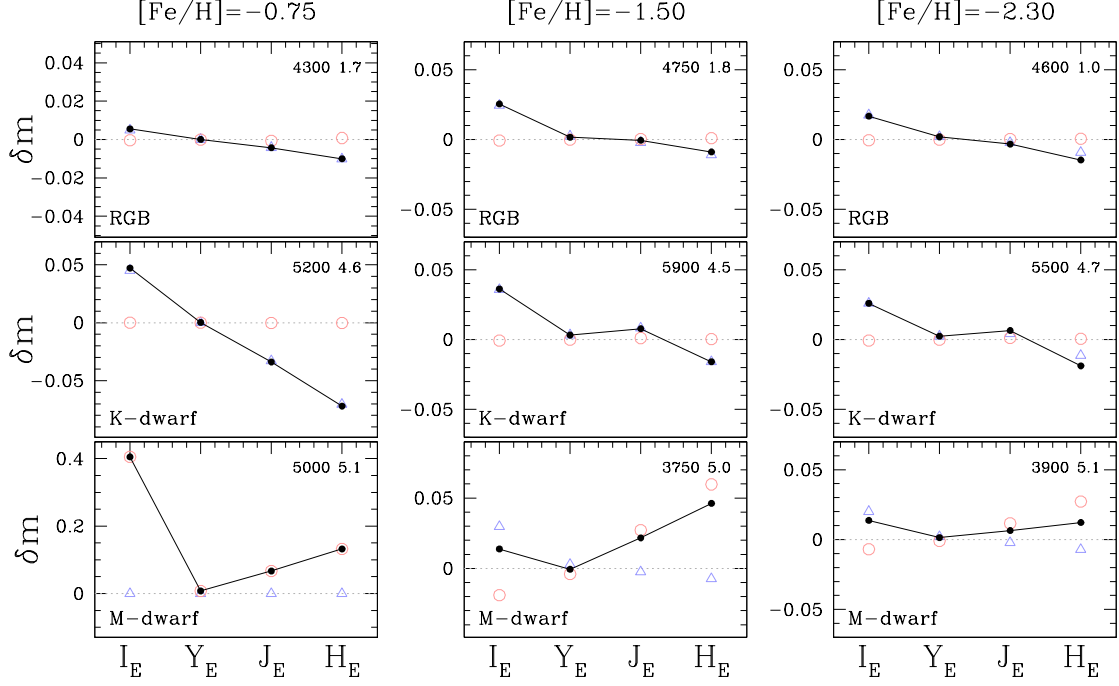 [Fe/H]=−0.75 [Fe/H]=−1.50 [Fe/H]=−2.30
δm 0.04 0.02 0 −0.02 −0.04 4300 1.7 RGB
0.05 0 −0.05 4750 1.8 RGB
0.05 0 −0.05 4600 1.0 RGB
δm 0.05 0 −0.05 5200 4.6 K−dwarf
0.05 0 −0.05 5900 4.5 K−dwarf
0.05 0 −0.05 5500 4.7 K−dwarf
δm 0.4 0.2 0 5000 5.1 M−dwarf
0.05 0 3750 5.0 M−dwarf
0.05 0 −0.05 3900 5.1 M−dwarf
I_E Y_E J_E H_E I_E Y_E J_E H_E I_E Y_E J_E H_E